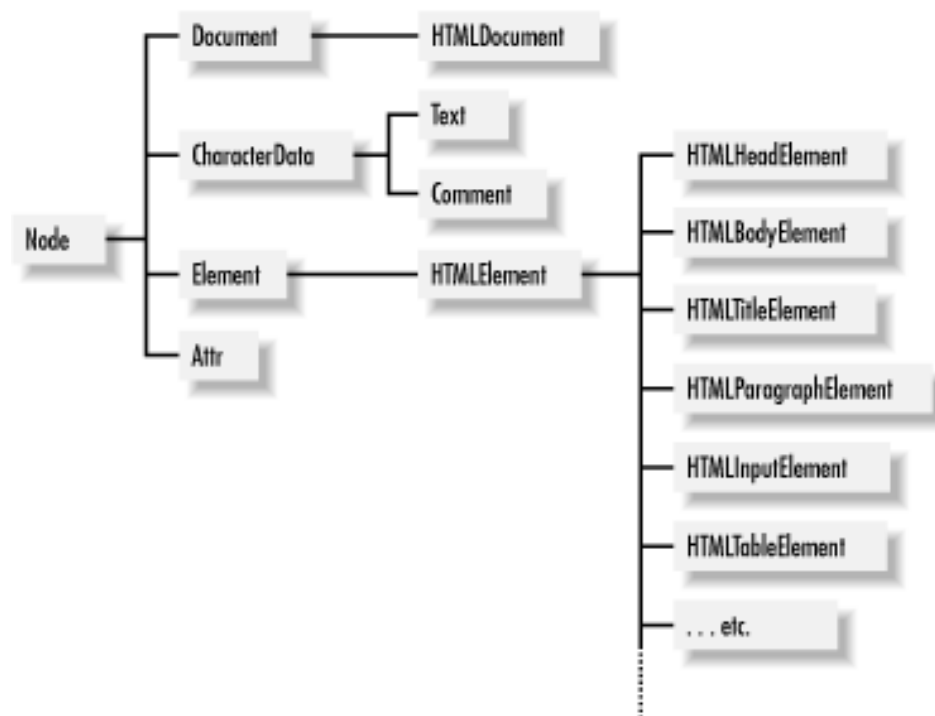 Document
HTMLDocument
Text
CharacterData
HTMLHeadElement
Comment
Node
HTMLBodyElement
Element
HTMLElement
HTMLTitleElement
Attr
HTMLParagraphElement
HTMLInputElement
HTMLTableElement
. . . etc.